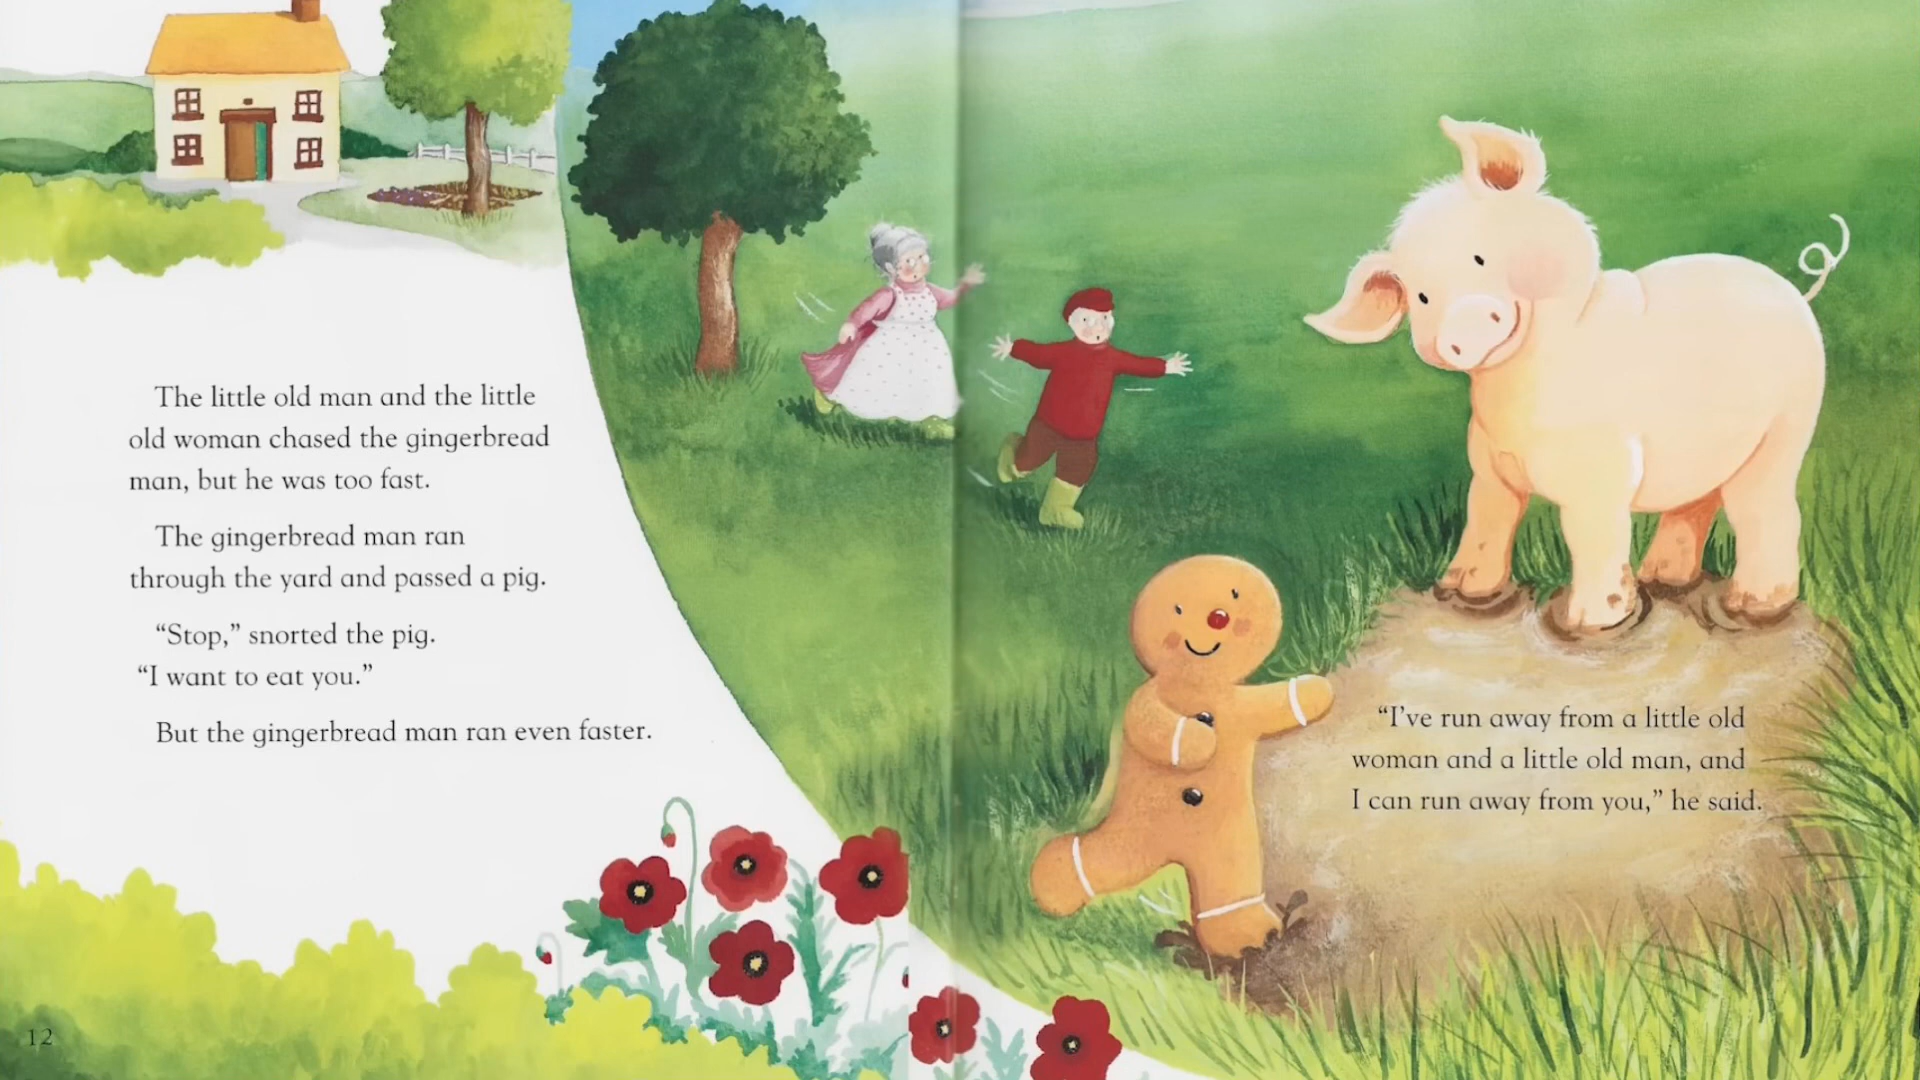 The little old man and the little
old woman chased the gingerbread
man, but he was too fast.
The gingerbread man ran
through the yard and passed a pig.
“Stop,” snorted the pig.
“I want to eat you.”
But the gingerbread man ran even faster.
12
“I’ve run away from a little old
woman and a little old man, and
I can run away from you,” he said.